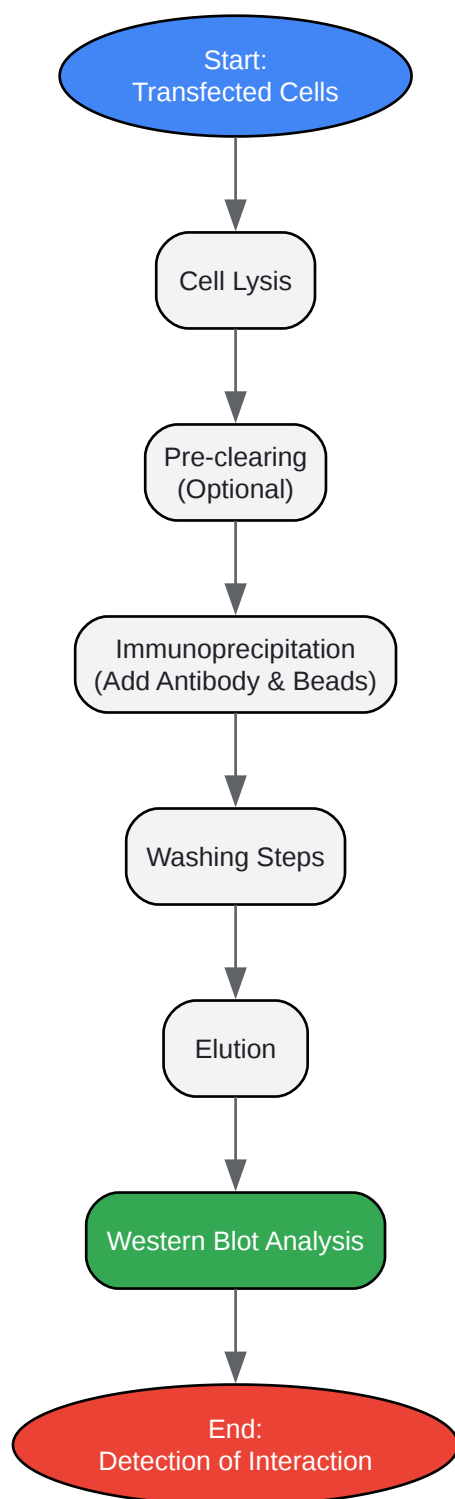 Start:
Transfected Cells
Cell Lysis
Pre-clearing
(Optional)
Immunoprecipitation
(Add Antibody & Beads)
Washing Steps
Elution
Western Blot Analysis
End:
Detection of Interaction